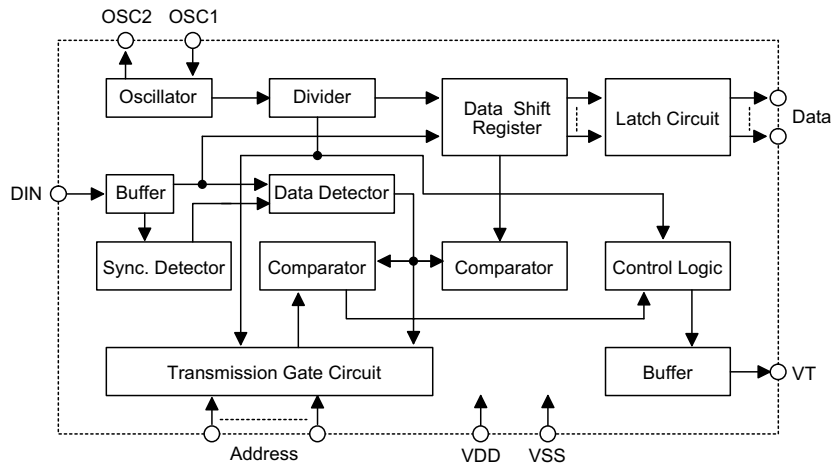 OSC2 OSC1
Oscillator
Divider
Data Shift
Register
Latch Circuit
Data
DIN
Buffer
Data Detector
Sync. Detector
Comparator
Comparator
Control Logic
Transmission Gate Circuit
Buffer
VT
Address
VDD
VSS